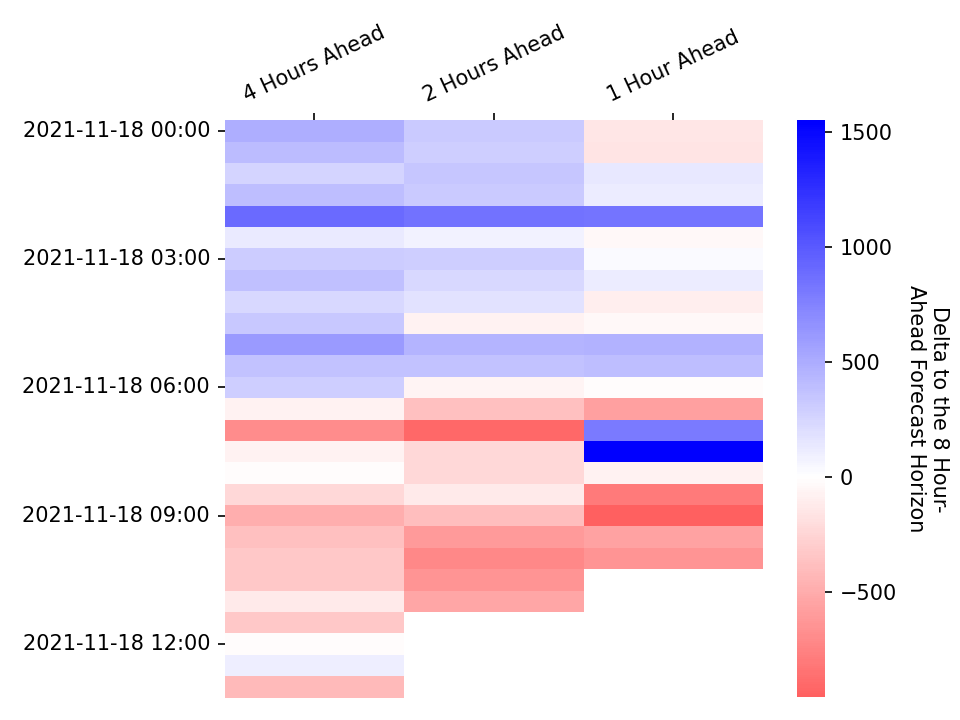 4 Hours Ahead
2 Hours Ahead
1 Hour Ahead
2021-11-18 00:00
2021-11-18 03:00
2021-11-18 06:00
2021-11-18 09:00
2021-11-18 12:00
1500
1000
500
0
−500
Delta to the 8 Hour-
Ahead Forecast Horizon